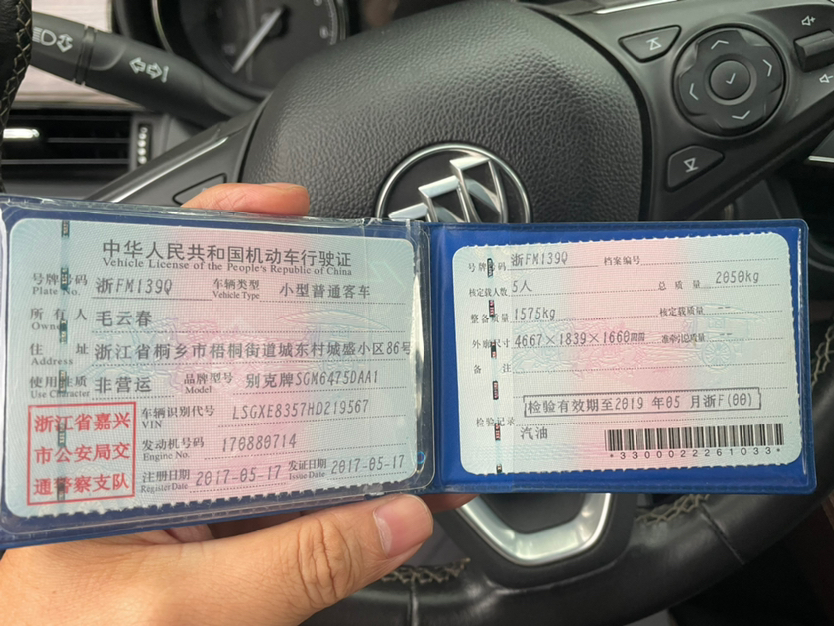 中华人民共和国机动车行驶证
Vehicle License of the People's Republic of China
号牌号码 浙FM139Q 车辆类型 小型普通客车
Plate No. Vehicle Type
所有人 毛云春
Owner
住址 浙江省桐乡市梧桐街道城东村城盛小区86号
Address
使用性质 非营运 品牌型号 别克牌SGM6475DAA1
Use Character Model
浙江省嘉兴
市公安局交
通警察支队
车辆识别代号 LSGXE8357HD219567
VIN
发动机号码 170880714
Engine No.
注册日期 2017-05-17 发证日期 2017-05-17
Register Date Issue Date
号牌号码 浙FM139Q 档案编号
核定载人数 5人 总质量 2050kg
整备质量 1575kg 核定载质量 --
外廓尺寸 4667×1839×1660mm 准牵引总质量 --
备注
检验有效期至2019年05月浙F(00)
检验记录
汽油
*3300022261033*